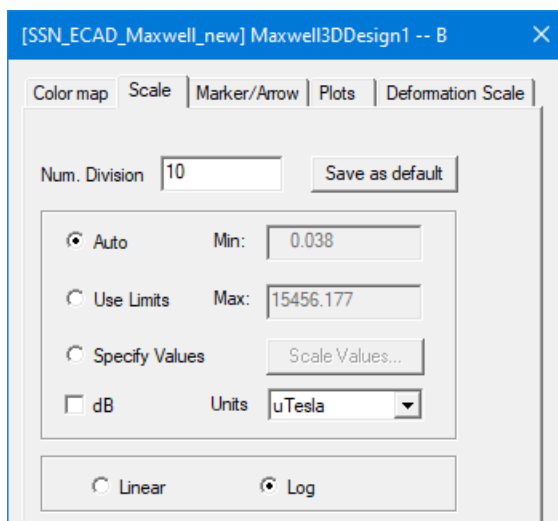 [SSN_ECAD_Maxwell_new] Maxwell3DDesign1 -- B
Color map Scale Marker/Arrow Plots Deformation Scale
Num. Division 10 Save as default
Auto Min: 0.038
Use Limits Max: 15456.177
Specify Values Scale Values...
dB Units uTesla
Linear Log